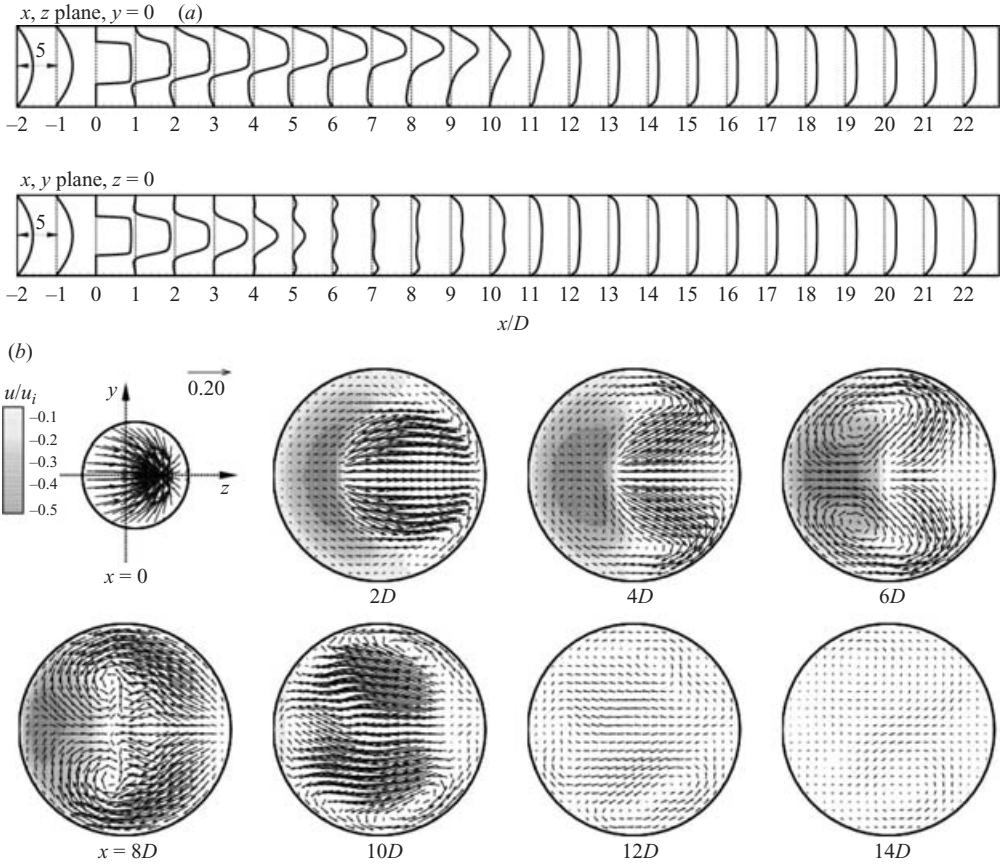 x, z plane, y = 0 (a)
5
–2 –1 0 1 2 3 4 5 6 7 8 9 10 11 12 13 14 15 16 17 18 19 20 21 22
x, y plane, z = 0
5
–2 –1 0 1 2 3 4 5 6 7 8 9 10 11 12 13 14 15 16 17 18 19 20 21 22
x/D
(b)
0.20
u/u_i
–0.1
–0.2
–0.3
–0.4
–0.5
y
z
x = 0
2D
4D
6D
x = 8D
10D
12D
14D